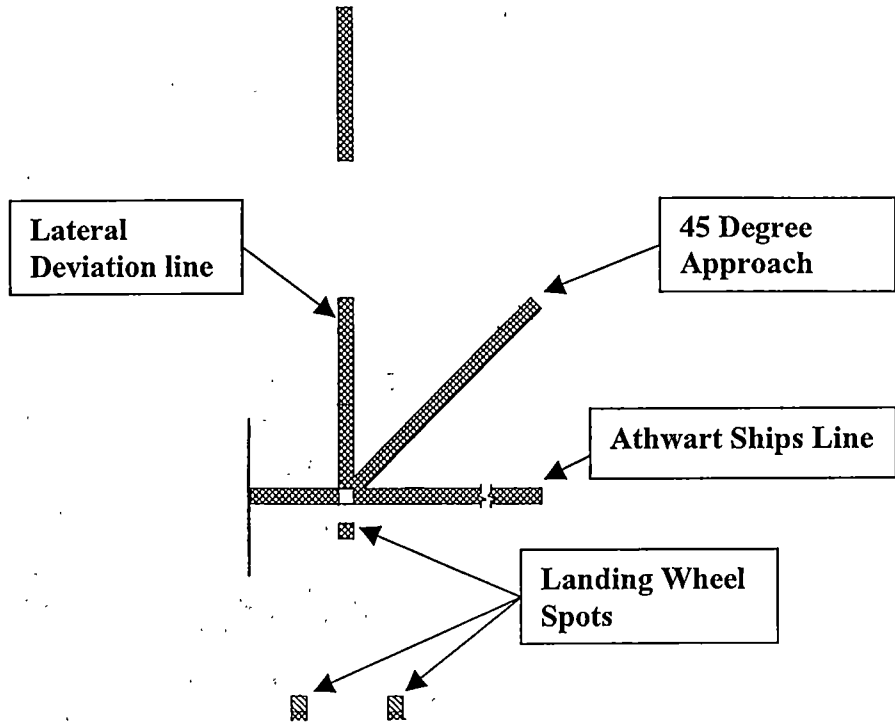 Lateral
Deviation line
45 Degree
Approach
Athwart Ships Line
Landing Wheel
Spots